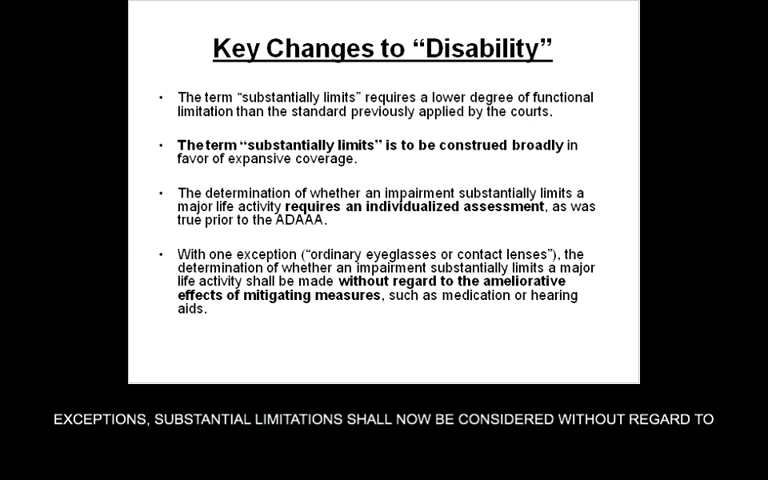 Key Changes to “Disability”
• The term “substantially limits” requires a lower degree of functional
limitation than the standard previously applied by the courts.
• The term “substantially limits” is to be construed broadly in
favor of expansive coverage.
• The determination of whether an impairment substantially limits a
major life activity requires an individualized assessment, as was
true prior to the ADAAA.
• With one exception (“ordinary eyeglasses or contact lenses”), the
determination of whether an impairment substantially limits a major
life activity shall be made without regard to the ameliorative
effects of mitigating measures, such as medication or hearing
aids.
EXCEPTIONS, SUBSTANTIAL LIMITATIONS SHALL NOW BE CONSIDERED WITHOUT REGARD TO